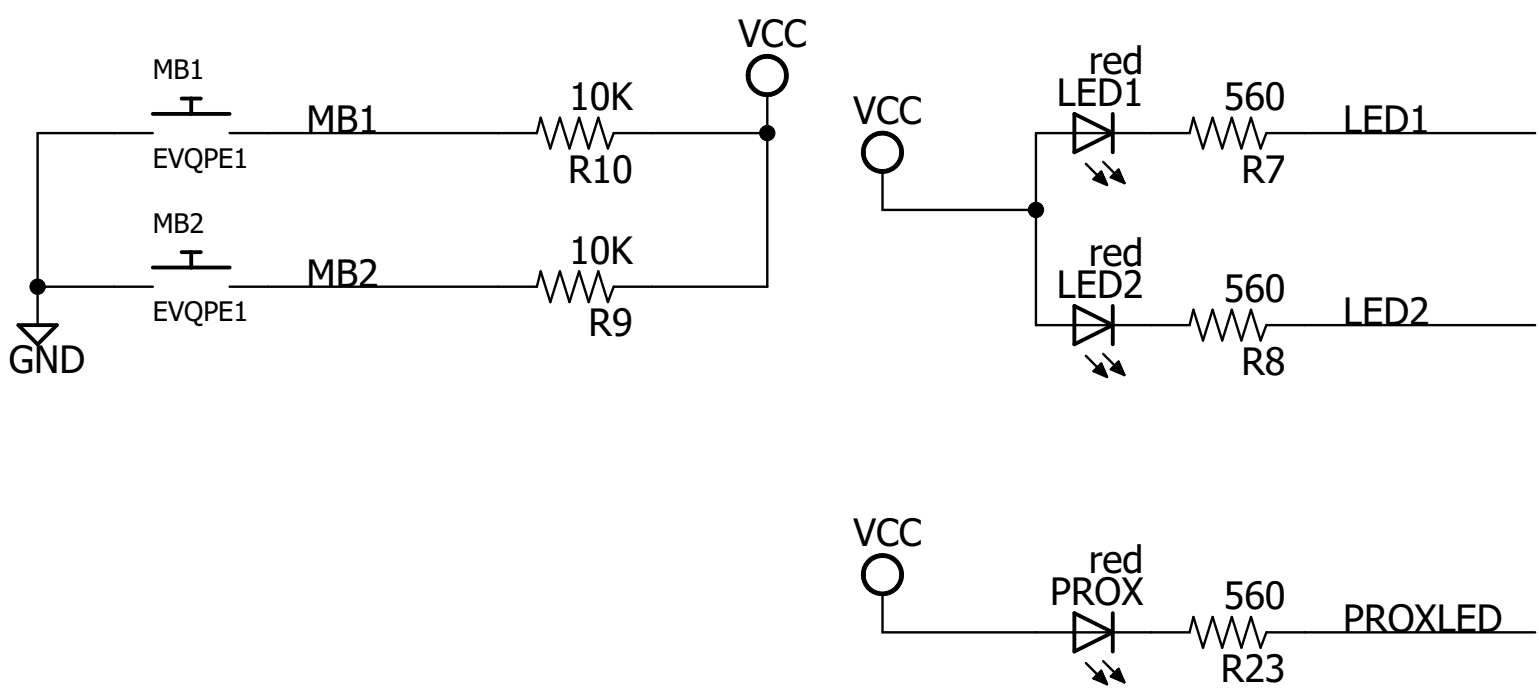 VCC
MB1
MB1
10K
EVQPE1
R10
MB2
MB2
10K
EVQPE1
R9
GND
VCC
red
LED1
560
LED1
R7
red
LED2
560
LED2
R8
VCC
red
PROX
560
PROXLED
R23